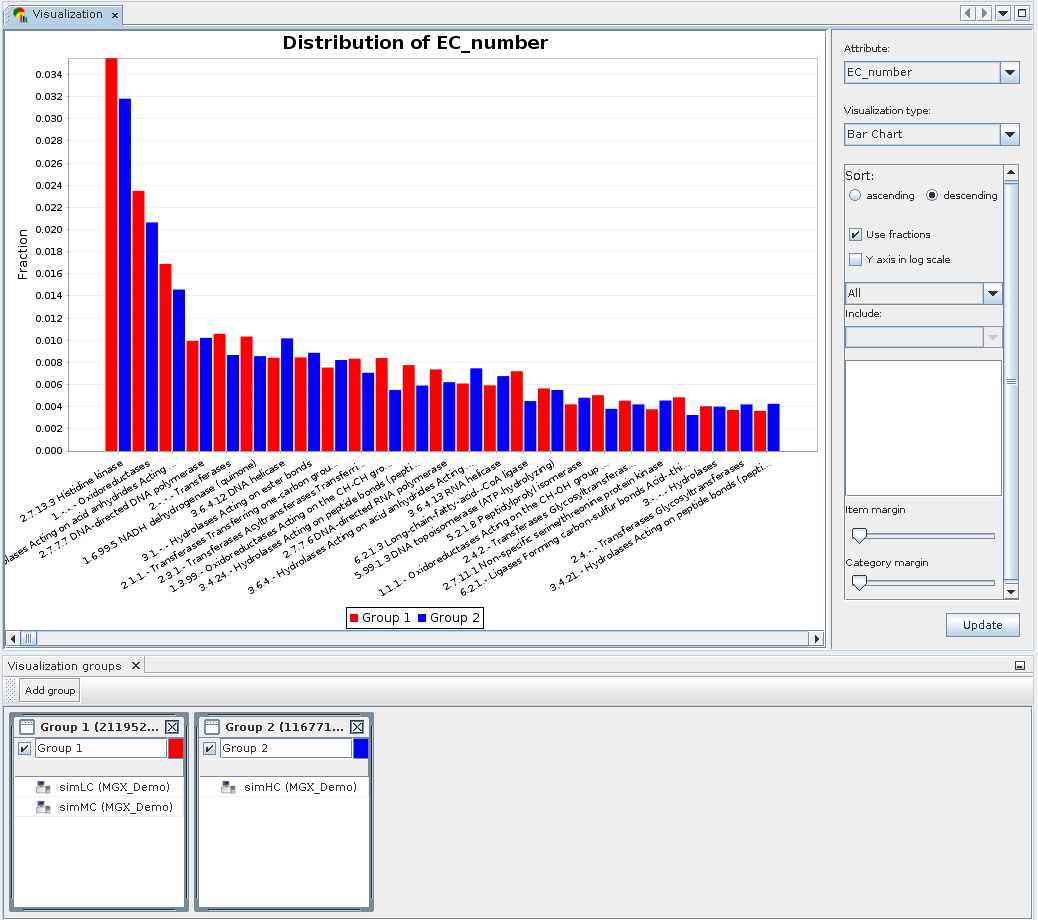 Visualization
Distribution of EC_number
Fraction
0.034
0.032
0.030
0.028
0.026
0.024
0.022
0.020
0.018
0.016
0.014
0.012
0.010
0.008
0.006
0.004
0.002
0.000
2.7.13.3 Histidine kinase
1.-.-.- Oxidoreductases
olases Acting on acid anhydrides Acting ...
2.7.7.7 DNA-directed DNA polymerase
2.-.-.- Transferases
1.6.99.5 NADH dehydrogenase (quinone)
3.6.4.12 DNA helicase
3.1.-.- Hydrolases Acting on ester bonds
2.1.1.- Transferases Transferring one-carbon grou...
2.3.1.- Transferases Acyltransferases Transferri...
1.3.99.- Oxidoreductases Acting on the CH-CH gro...
3.4.24.- Hydrolases Acting on peptide bonds (pepti...
2.7.7.6 DNA-directed RNA polymerase
3.6.4.- Hydrolases Acting on acid anhydrides Acting ...
3.6.4.13 RNA helicase
6.2.1.3 Long-chain-fatty-acid--CoA ligase
5.99.1.3 DNA topoisomerase (ATP-hydrolyzing)
5.2.1.8 Peptidylprolyl isomerase
1.1.1.- Oxidoreductases Acting on the CH-OH group ...
2.4.2.- Transferases Glycosyltransferas...
2.7.11.1 Non-specific serine/threonine protein kinase
6.2.1.- Ligases Forming carbon-sulfur bonds Acid-thi...
3.-.-.- Hydrolases
2.4.-.- Transferases Glycosyltransferases
3.4.21.- Hydrolases Acting on peptide bonds (pepti...
Group 1 Group 2
Attribute:
EC_number
Visualization type:
Bar Chart
Sort:
ascending descending
Use fractions
Y axis in log scale
All
Include:
Item margin
Category margin
Update
Visualization groups
Add group
Group 1 (211952...
Group 1
simLC (MGX_Demo)
simMC (MGX_Demo)
Group 2 (116771...
Group 2
simHC (MGX_Demo)